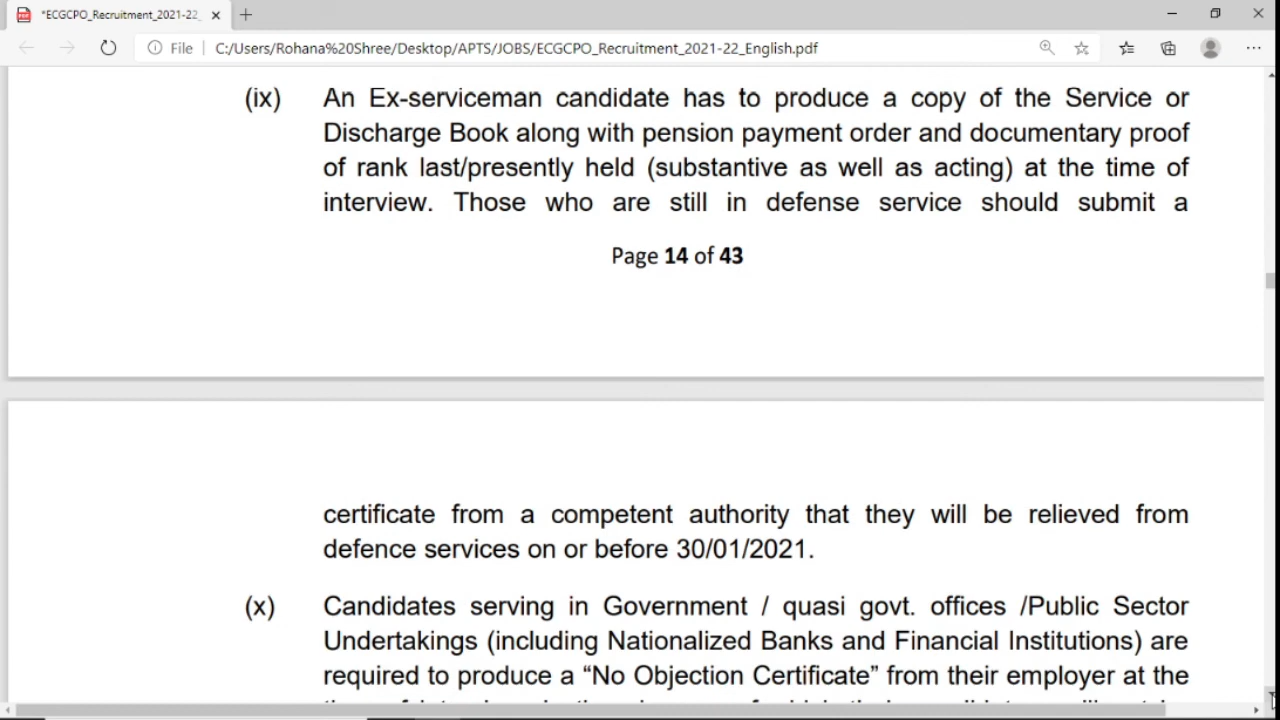 *ECGCPO_Recruitment_2021-22_
File C:/Users/Rohana%20Shree/Desktop/APTS/JOBS/ECGCPO_Recruitment_2021-22_English.pdf
(ix) An Ex-serviceman candidate has to produce a copy of the Service or
Discharge Book along with pension payment order and documentary proof
of rank last/presently held (substantive as well as acting) at the time of
interview. Those who are still in defense service should submit a
Page 14 of 43
certificate from a competent authority that they will be relieved from
defence services on or before 30/01/2021.
(x) Candidates serving in Government / quasi govt. offices /Public Sector
Undertakings (including Nationalized Banks and Financial Institutions) are
required to produce a “No Objection Certificate” from their employer at the